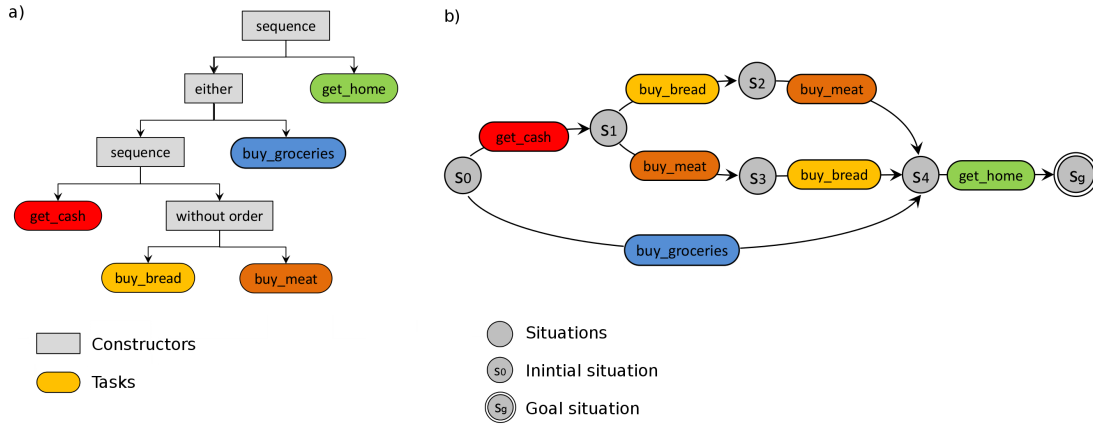 a)
sequence
either
get_home
sequence
buy_groceries
get_cash
without order
buy_bread
buy_meat
Constructors
Tasks
b)
buy_bread
S2
buy_meat
get_cash
S1
S0
buy_meat
S3
buy_bread
S4
get_home
Sg
buy_groceries
Situations
S0
Inintial situation
Sg
Goal situation